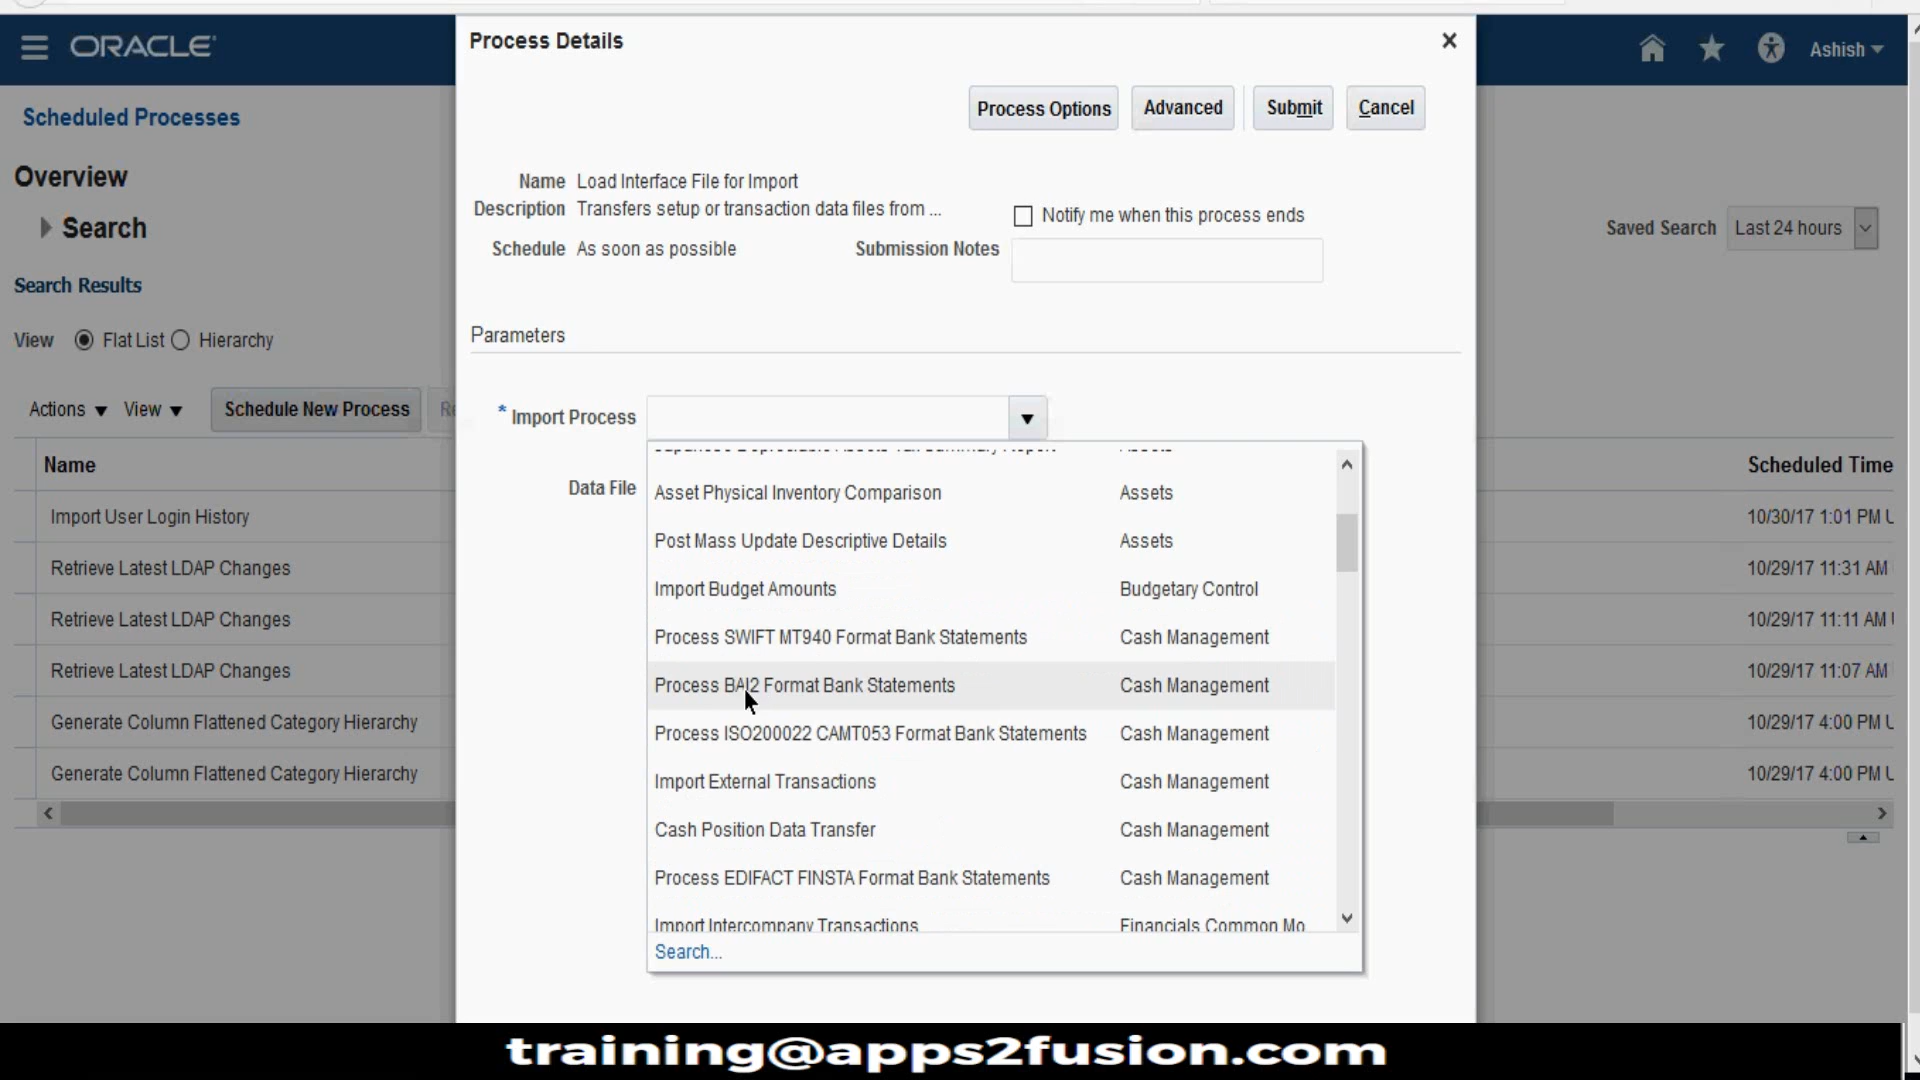 Process Details
ORACLE
Ashish
Process Options Advanced Submit Cancel
Scheduled Processes
Overview
Search
Name Load Interface File for Import
Description Transfers setup or transaction data files from ...
Notify me when this process ends
Schedule As soon as possible
Submission Notes
Saved Search Last 24 hours
Search Results
Parameters
View Flat List Hierarchy
Actions View Schedule New Process
* Import Process
Name
Scheduled Time
Data File
Assets
Asset Physical Inventory Comparison Assets
Import User Login History
10/30/17 1:01 PM U
Post Mass Update Descriptive Details Assets
Retrieve Latest LDAP Changes
10/29/17 11:31 AM
Import Budget Amounts Budgetary Control
Retrieve Latest LDAP Changes
10/29/17 11:11 AM
Process SWIFT MT940 Format Bank Statements Cash Management
Retrieve Latest LDAP Changes
10/29/17 11:07 AM
Process BAI2 Format Bank Statements Cash Management
Generate Column Flattened Category Hierarchy
10/29/17 4:00 PM U
Process ISO200022 CAMT053 Format Bank Statements Cash Management
Generate Column Flattened Category Hierarchy
10/29/17 4:00 PM U
Import External Transactions Cash Management
Cash Position Data Transfer Cash Management
Process EDIFACT FINSTA Format Bank Statements Cash Management
Import Intercompany Transactions Financials Common Mo
Search...
training@apps2fusion.com